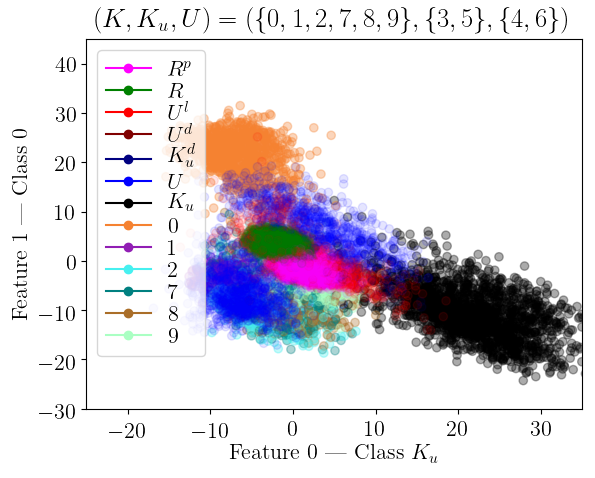 (K, K_u, U) = ({0, 1, 2, 7, 8, 9}, {3, 5}, {4, 6})
Feature 1 — Class 0
40
30
20
10
0
−10
−20
−30
R^p
R
U^l
U^d
K_u^d
U
K_u
0
1
2
7
8
9
−20 −10 0 10 20 30
Feature 0 — Class K_u